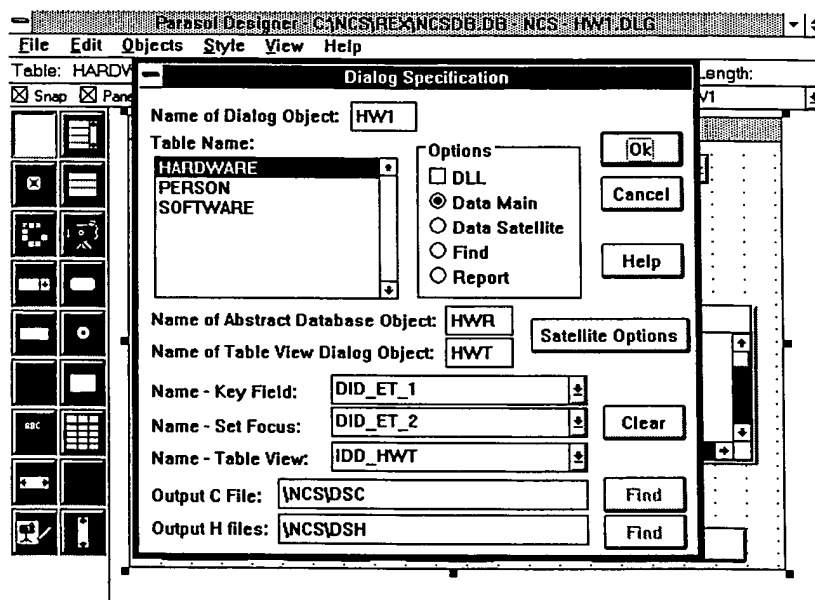 Parasol Designer - C:\NCS\REX\NCSDB.DB - NCS - HW1.DLG
File Edit Objects Style View Help
Table: HARDW
Length:
Snap Pane
V1
Dialog Specification
Name of Dialog Object: HW1
Table Name:
HARDWARE
PERSON
SOFTWARE
Options
DLL
Data Main
Data Satellite
Find
Report
Ok
Cancel
Help
Name of Abstract Database Object: HWR
Name of Table View Dialog Object: HWT
Satellite Options
Name - Key Field: DID_ET_1
Name - Set Focus: DID_ET_2
Clear
Name - Table View: IDD_HWT
Output C File: \NCS\DSC
Find
Output H files: \NCS\DSH
Find
ABC